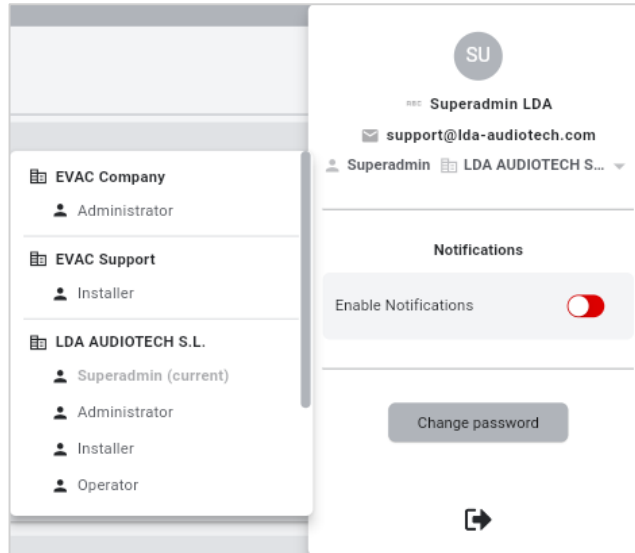 SU
ABC Superadmin LDA
support@lda-audiotech.com
Superadmin LDA AUDIOTECH S...
EVAC Company
Administrator
EVAC Support
Installer
LDA AUDIOTECH S.L.
Superadmin (current)
Administrator
Installer
Operator
Notifications
Enable Notifications
Change password